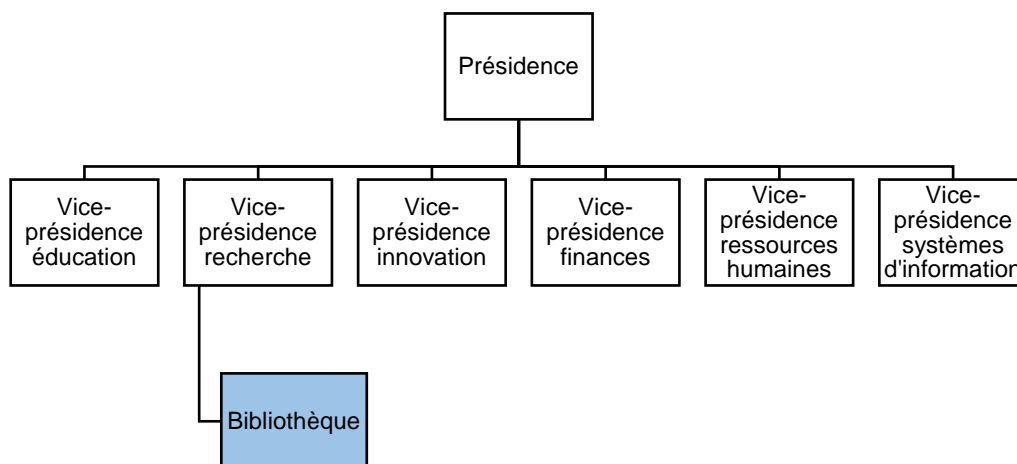 Présidence
Vice-
présidence
éducation
Vice-
présidence
recherche
Vice-
présidence
innovation
Vice-
présidence
finances
Vice-
présidence
ressources
humaines
Vice-
présidence
systèmes
d'information
Bibliothèque